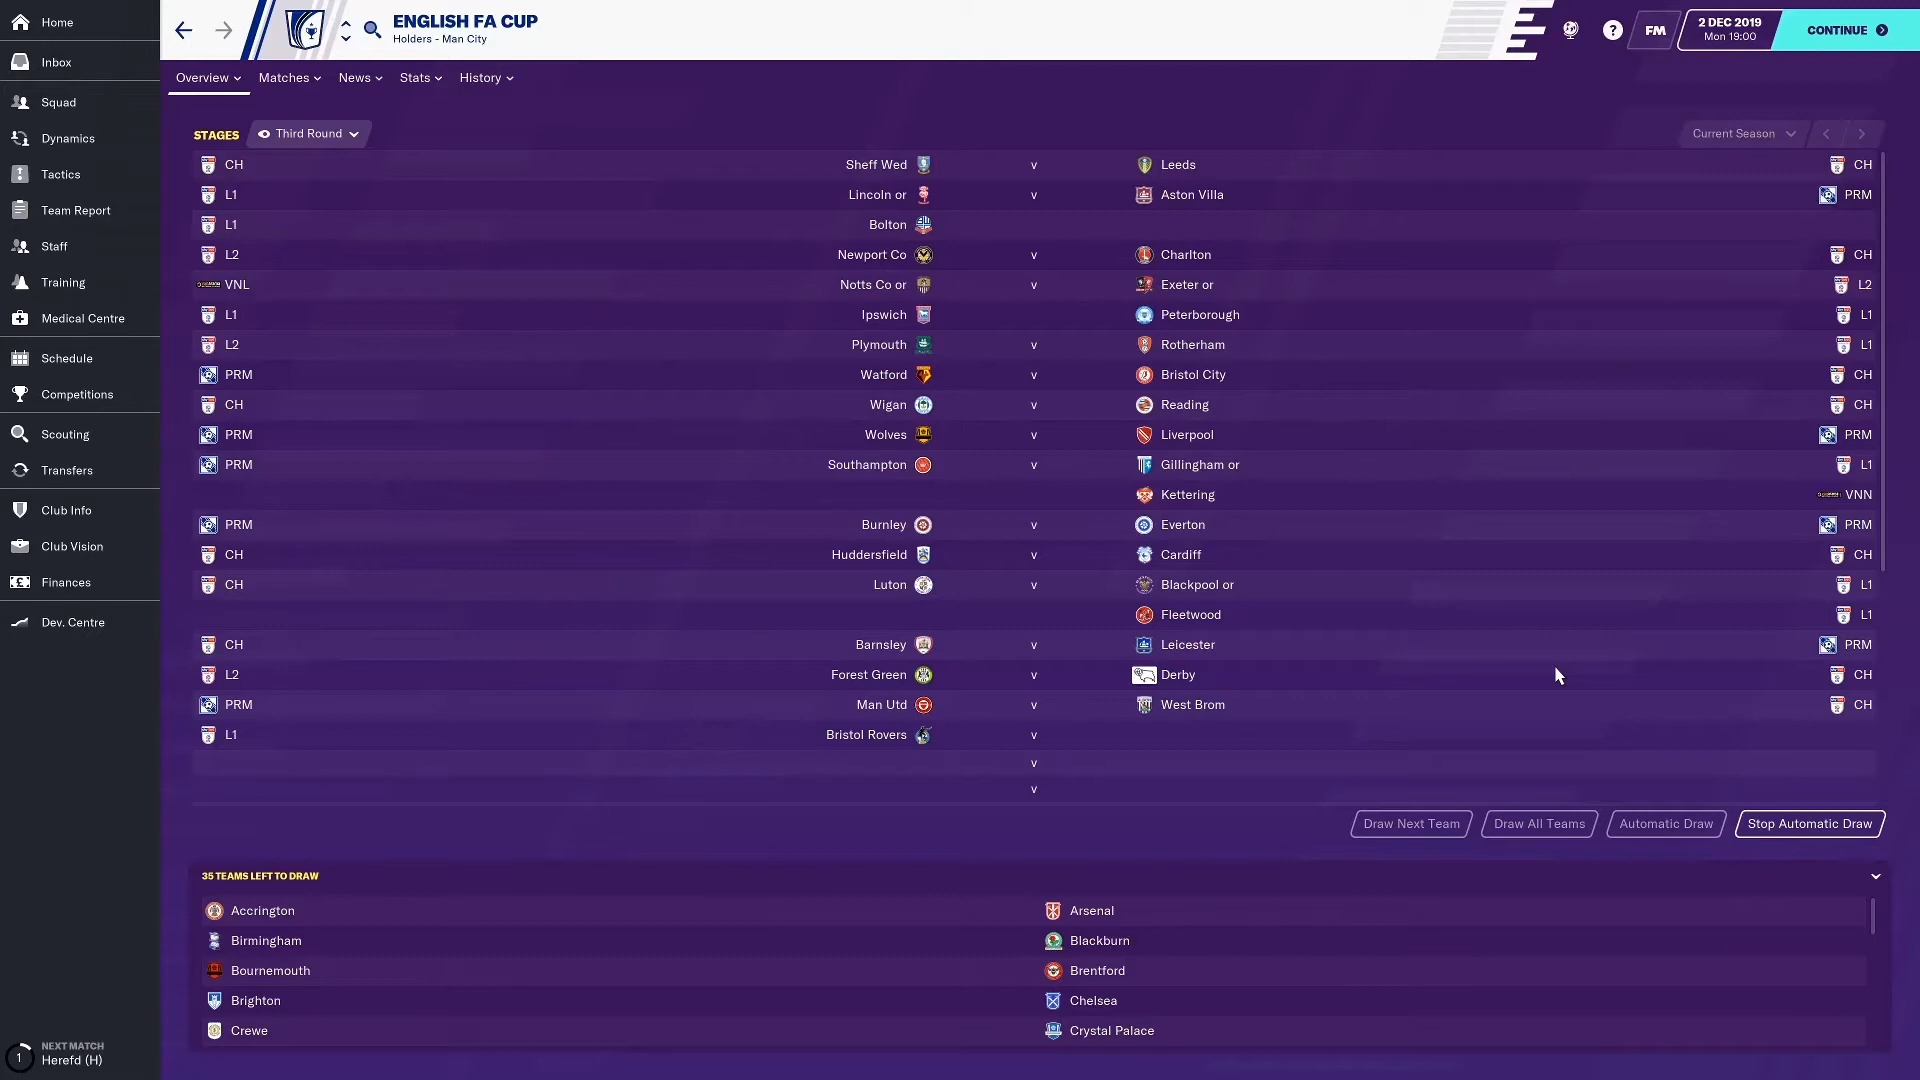 Home
ENGLISH FA CUP
Holders - Man City
FM
2 DEC 2019
Mon 19:00
CONTINUE
Inbox
Squad
Dynamics
Tactics
Team Report
Staff
Training
Medical Centre
Schedule
Competitions
Scouting
Transfers
Club Info
Club Vision
Finances
Dev. Centre
1
NEXT MATCH
Herefd (H)
Overview Matches News Stats History
STAGES Third Round Current Season
CH Sheff Wed v Leeds CH
L1 Lincoln or v Aston Villa PRM
L1 Bolton
L2 Newport Co v Charlton CH
VNL Notts Co or v Exeter or L2
L1 Ipswich Peterborough L1
L2 Plymouth v Rotherham L1
PRM Watford v Bristol City CH
CH Wigan v Reading CH
PRM Wolves v Liverpool PRM
PRM Southampton v Gillingham or L1
Kettering VNN
PRM Burnley v Everton PRM
CH Huddersfield v Cardiff CH
CH Luton v Blackpool or L1
Fleetwood L1
CH Barnsley v Leicester PRM
L2 Forest Green v Derby CH
PRM Man Utd v West Brom CH
L1 Bristol Rovers v
v
v
Draw Next Team Draw All Teams Automatic Draw Stop Automatic Draw
35 TEAMS LEFT TO DRAW
Accrington Arsenal
Birmingham Blackburn
Bournemouth Brentford
Brighton Chelsea
Crewe Crystal Palace